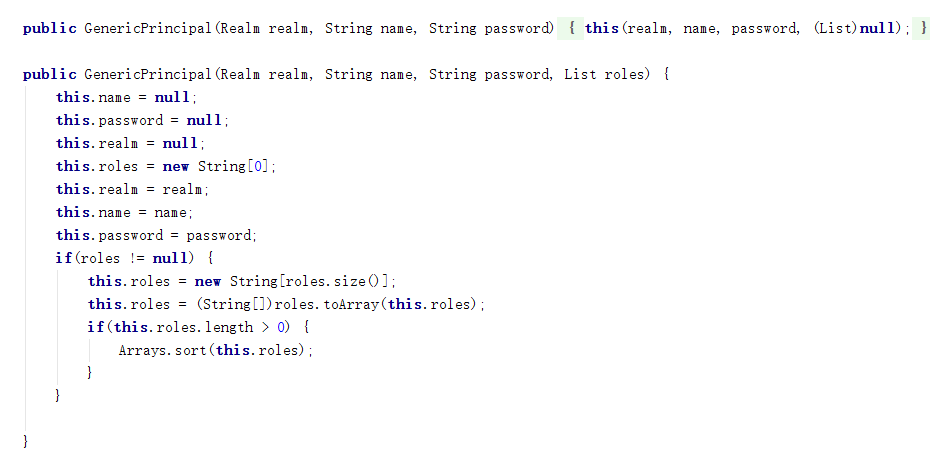 public GenericPrincipal(Realm realm, String name, String password) { this(realm, name, password, (List)null); }
public GenericPrincipal(Realm realm, String name, String password, List roles) {
this.name = null;
this.password = null;
this.realm = null;
this.roles = new String[0];
this.realm = realm;
this.name = name;
this.password = password;
if(roles != null) {
this.roles = new String[roles.size()];
this.roles = (String[])roles.toArray(this.roles);
if(this.roles.length > 0) {
Arrays.sort(this.roles);
}
}
}